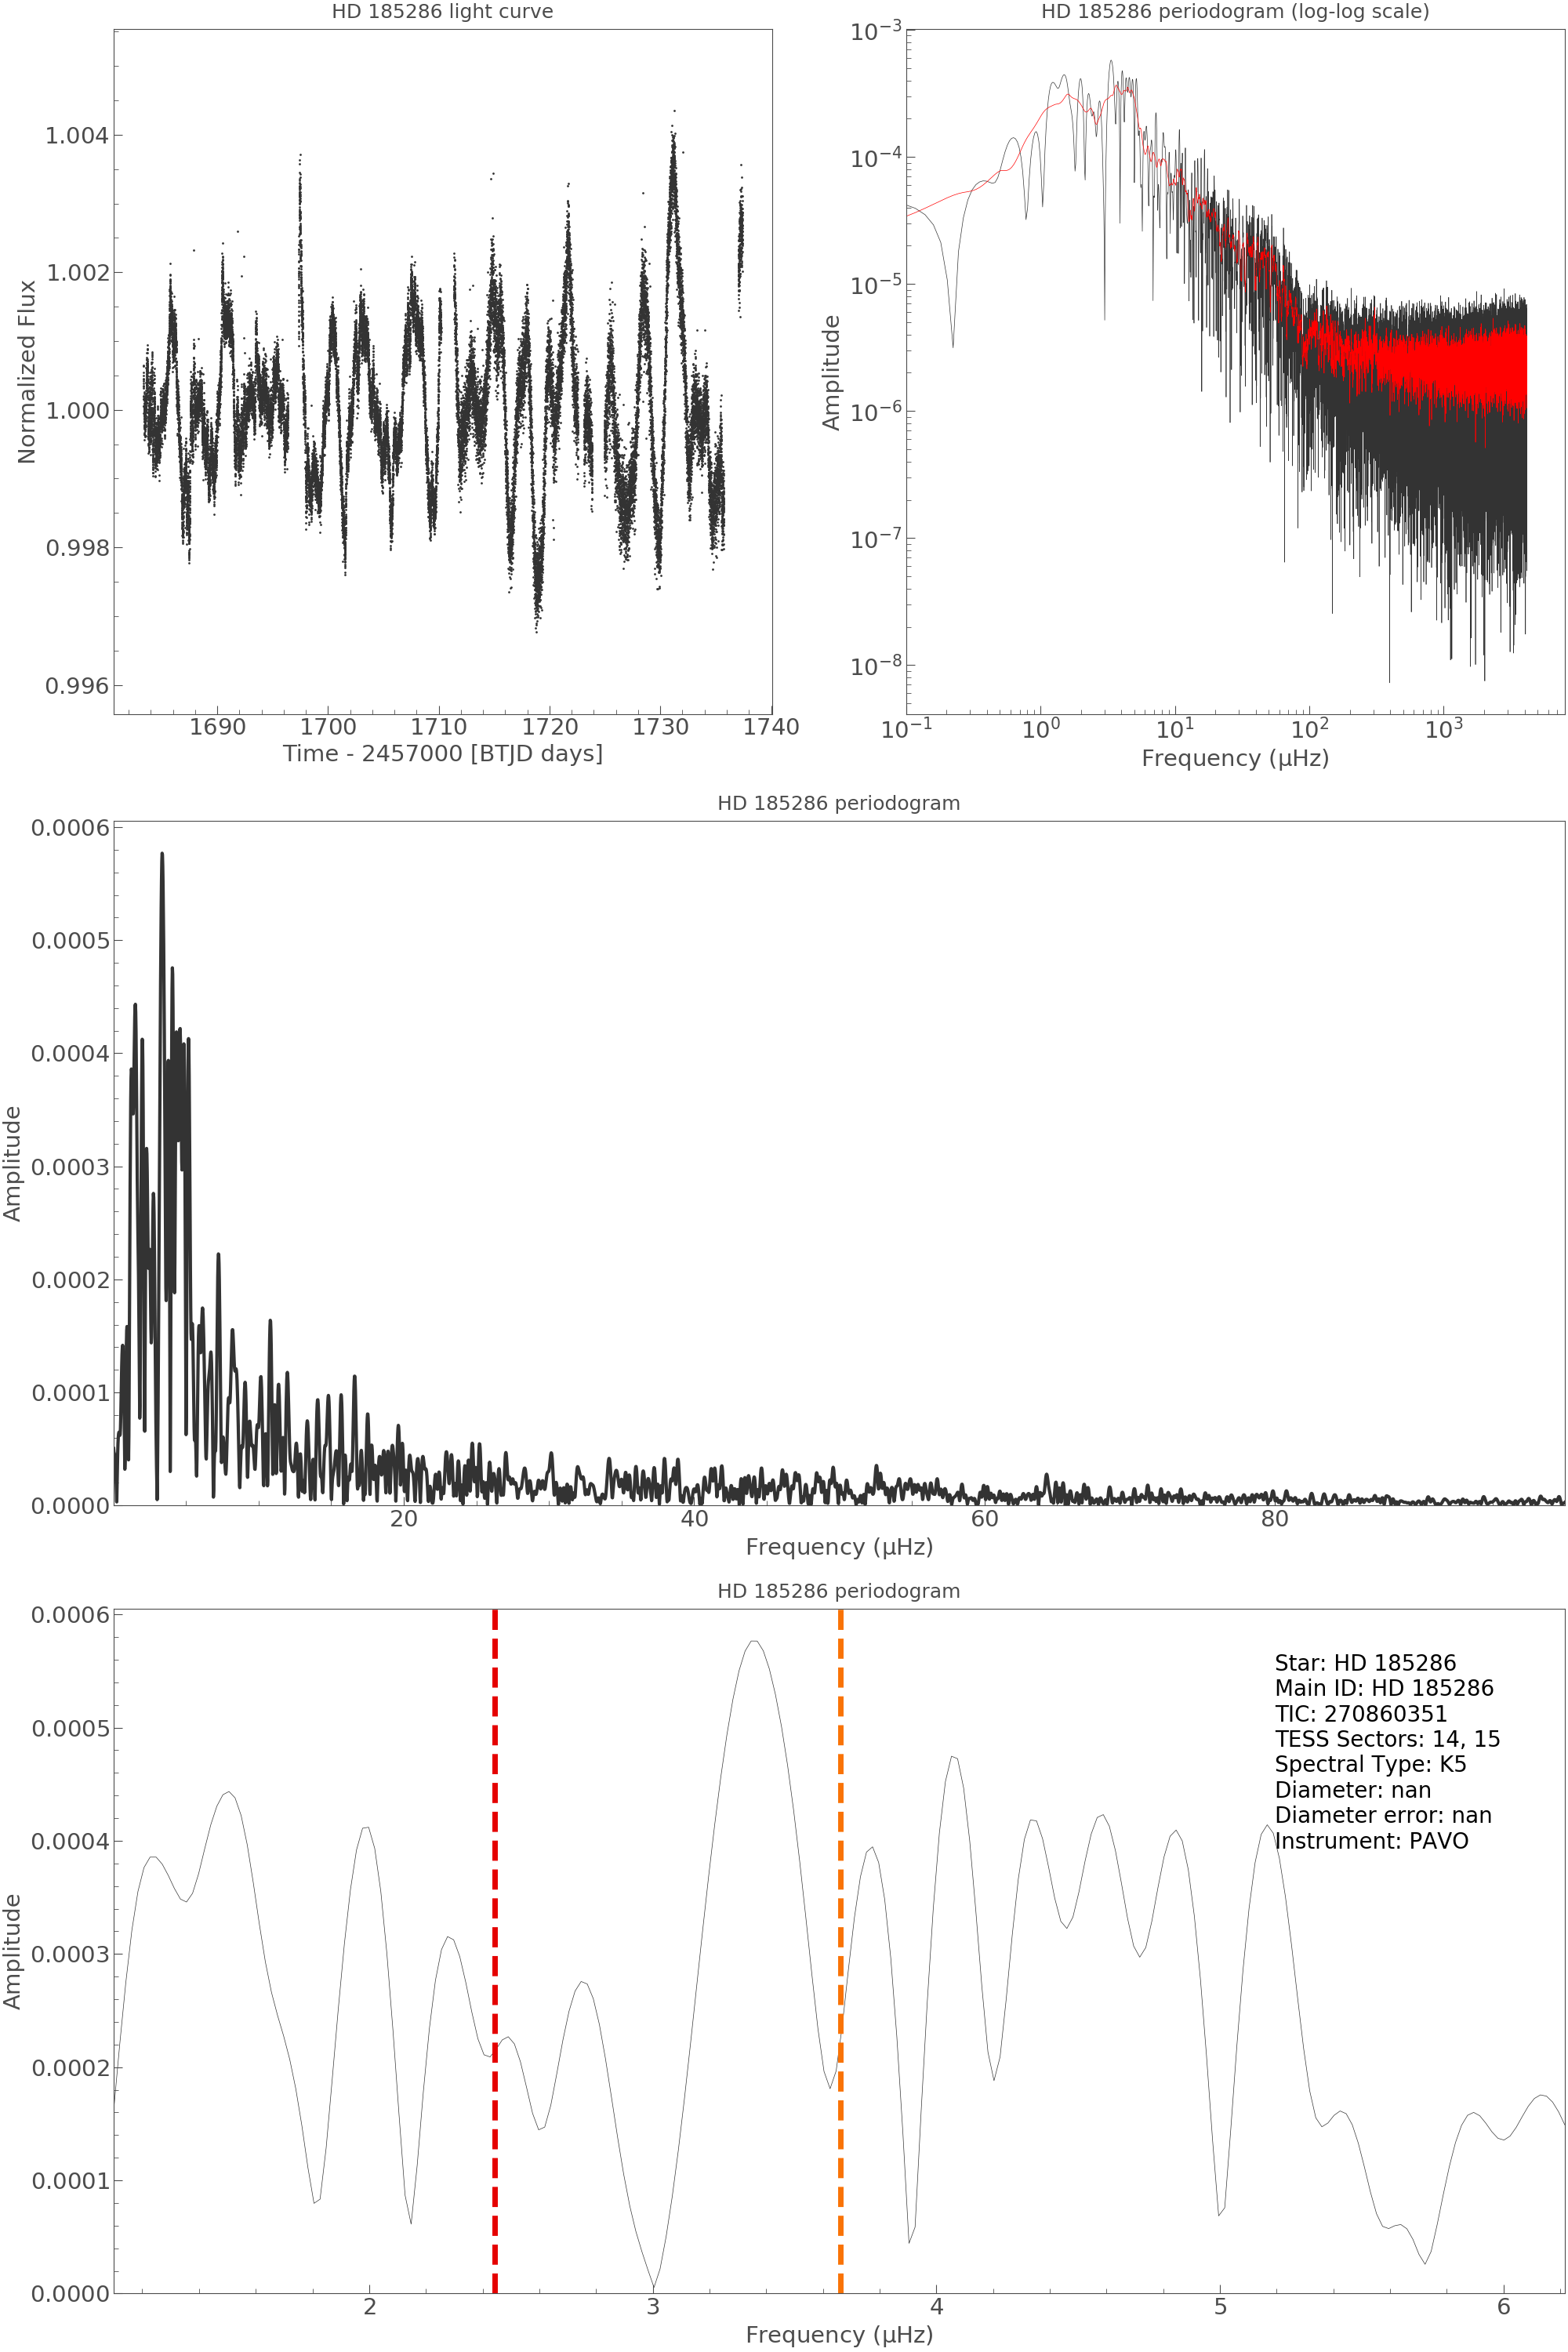 HD 185286 light curve
Normalized Flux
1.004
1.002
1.000
0.998
0.996
1690 1700 1710 1720 1730 1740
Time - 2457000 [BTJD days]
HD 185286 periodogram (log-log scale)
Amplitude
10⁻³
10⁻⁴
10⁻⁵
10⁻⁶
10⁻⁷
10⁻⁸
10⁻¹ 10⁰ 10¹ 10² 10³
Frequency (μHz)
HD 185286 periodogram
Amplitude
0.0006
0.0005
0.0004
0.0003
0.0002
0.0001
0.0000
20 40 60 80
Frequency (μHz)
HD 185286 periodogram
Amplitude
0.0006
0.0005
0.0004
0.0003
0.0002
0.0001
0.0000
Star: HD 185286
Main ID: HD 185286
TIC: 270860351
TESS Sectors: 14, 15
Spectral Type: K5
Diameter: nan
Diameter error: nan
Instrument: PAVO
2 3 4 5 6
Frequency (μHz)